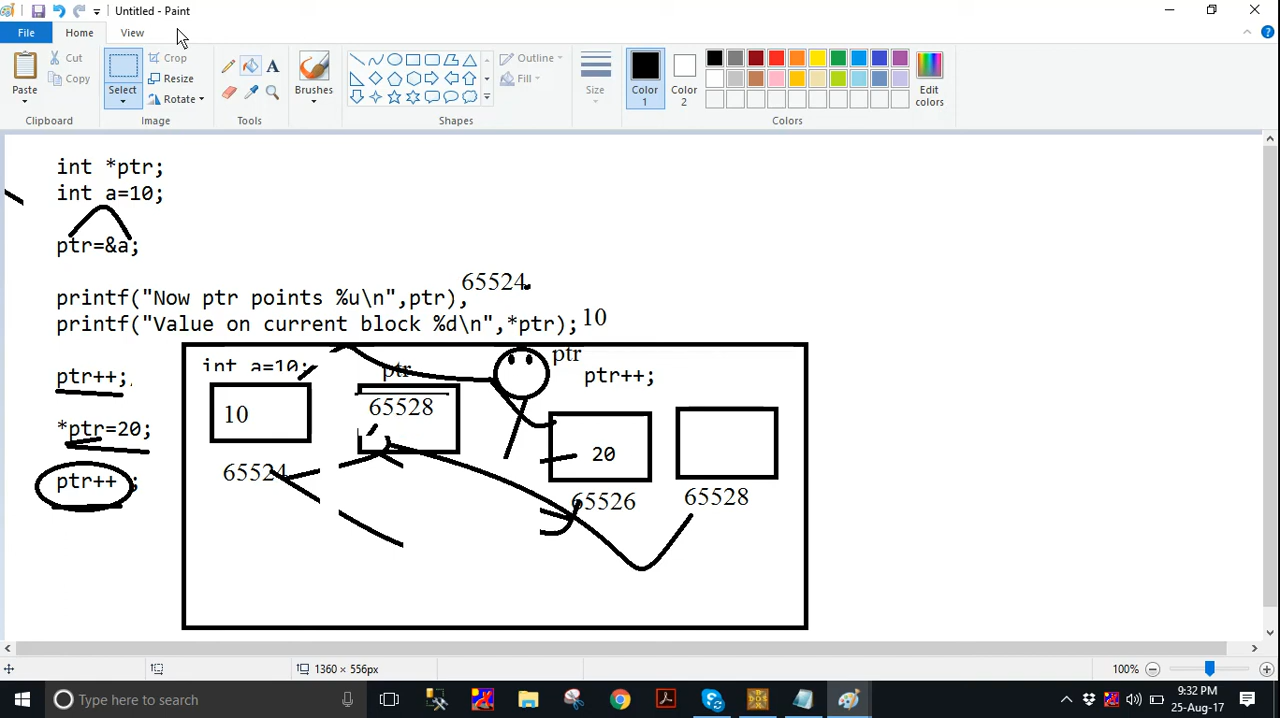 Untitled - Paint
File
Home
View
Paste
Cut
Copy
Clipboard
Select
Crop
Resize
Rotate
Image
A
Tools
Brushes
Outline
Fill
Shapes
Size
Color 1
Color 2
Edit colors
Colors
int *ptr;
int a=10;
ptr=&a;
65524
printf("Now ptr points %u\n",ptr),
printf("Value on current block %d\n",*ptr); 10
ptr++;
*ptr=20;
ptr++ ;
int a=10;
10
65524
ptr
65528
ptr
ptr++;
20
65526
65528
1360 × 556px
100%
Type here to search
9:32 PM
25-Aug-17